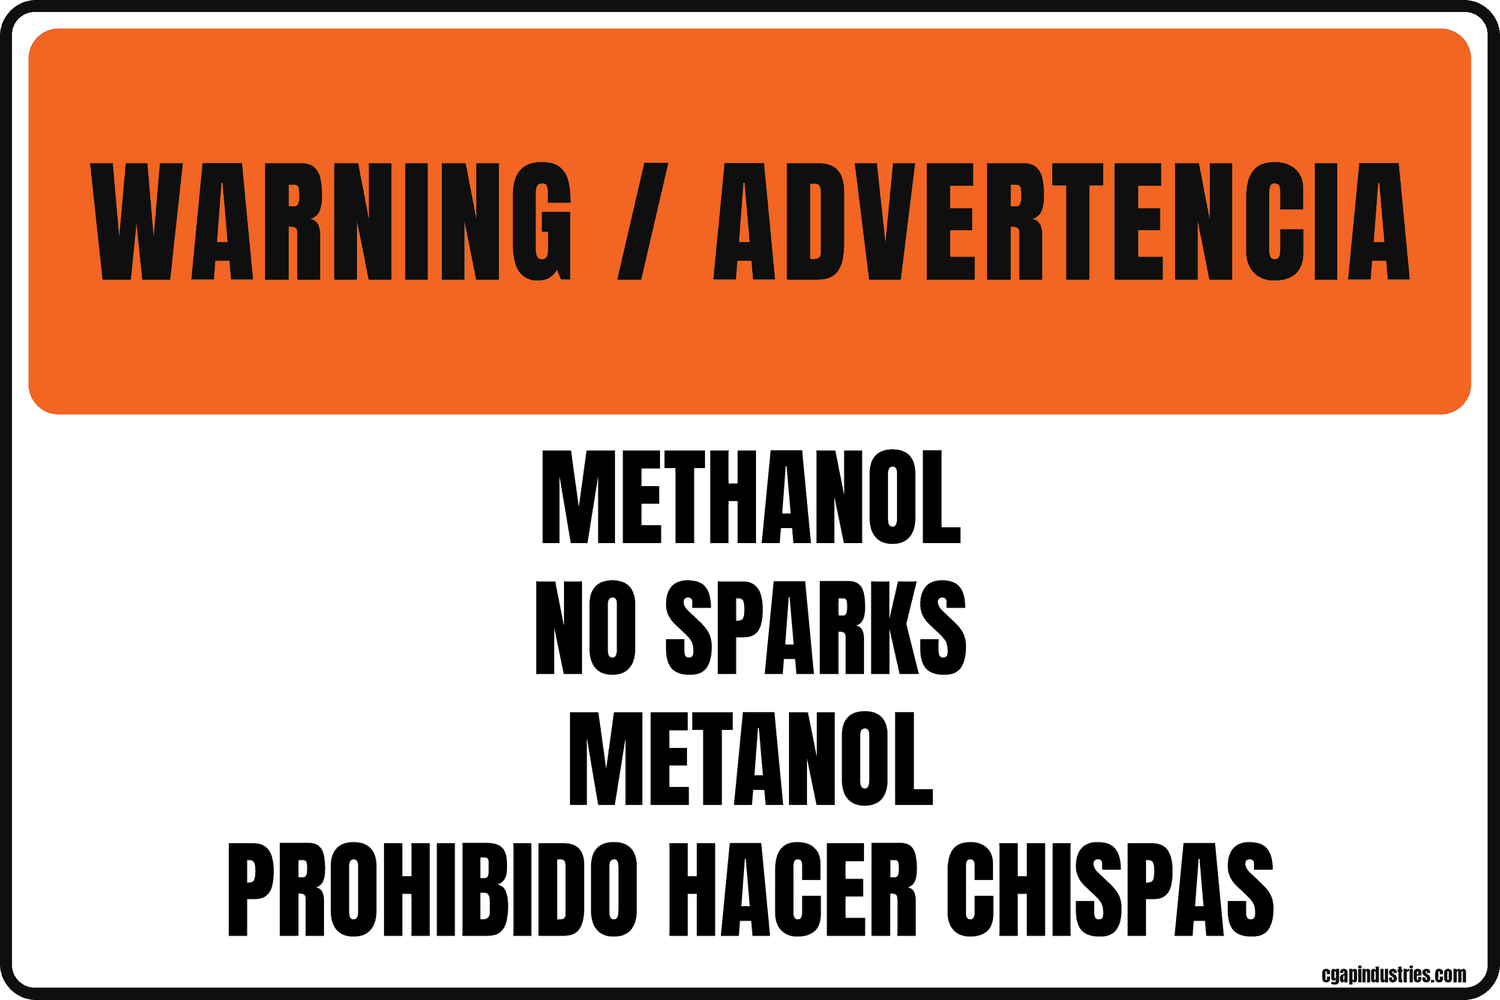 WARNING / ADVERTENCIA
METHANOL
NO SPARKS
METANOL
PROHIBIDO HACER CHISPAS
cgapindustries.com